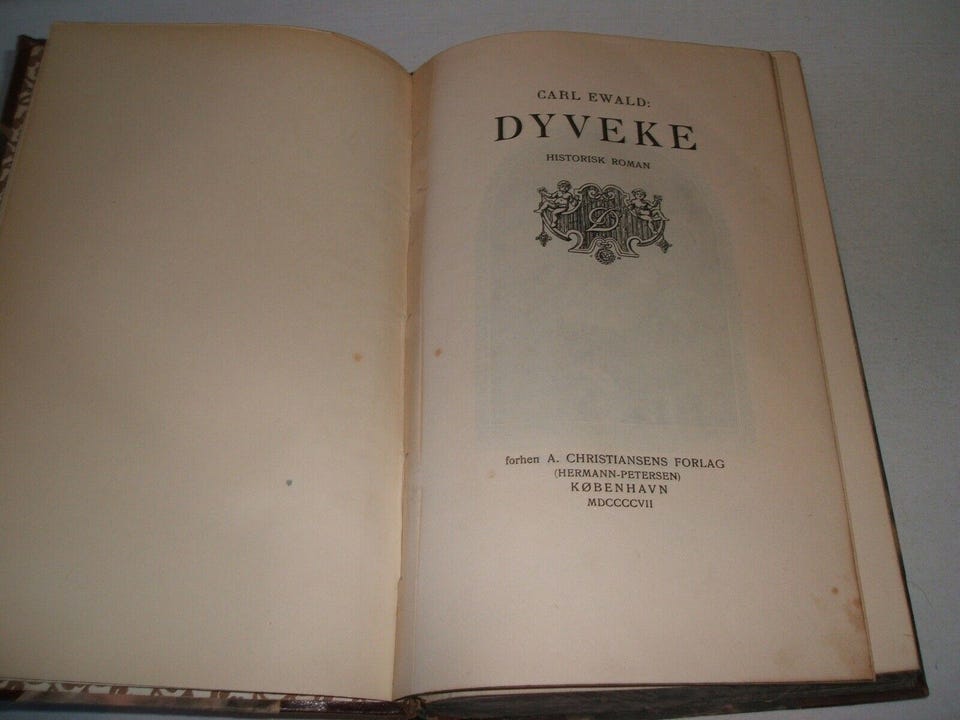 CARL EWALD:
DYVEKE
HISTORISK ROMAN
D
forhen A. CHRISTIANSENS FORLAG
(HERMANN-PETERSEN)
KØBENHAVN
MDCCCCVII